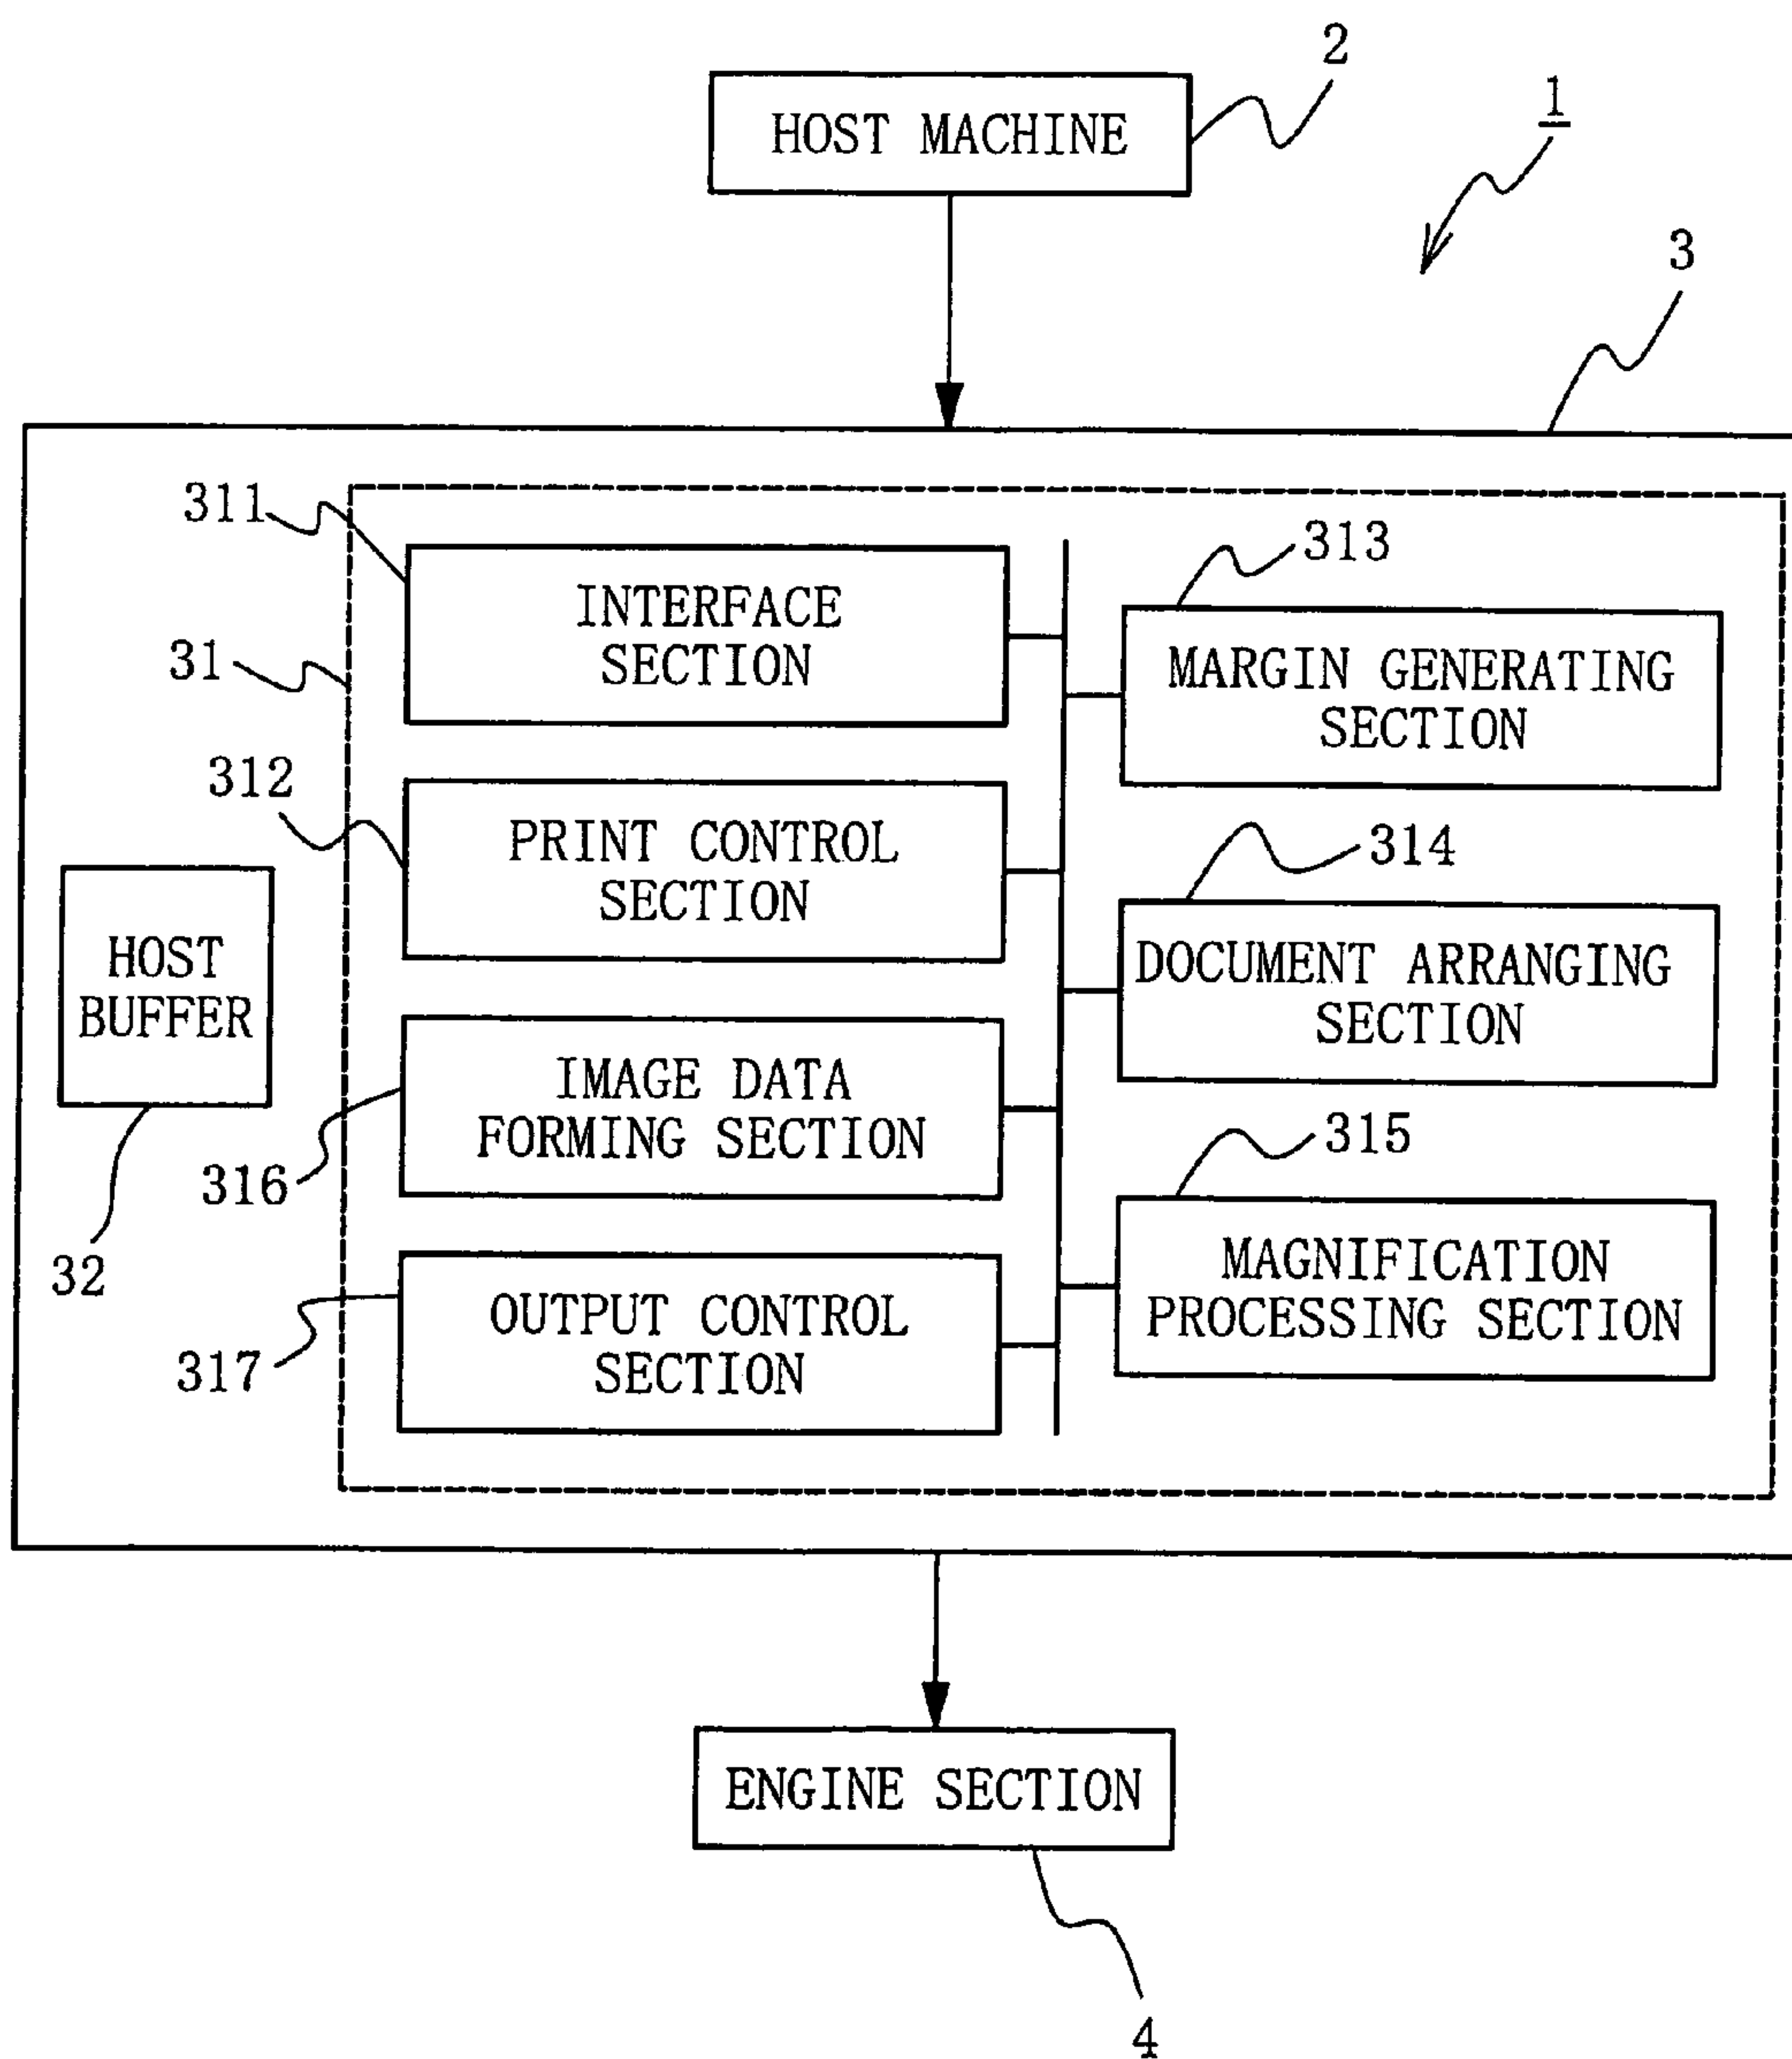 2
HOST MACHINE
1
3
311
INTERFACE
SECTION
313
31
MARGIN GENERATING
SECTION
312
PRINT CONTROL
SECTION
314
HOST
BUFFER
DOCUMENT ARRANGING
SECTION
IMAGE DATA
FORMING SECTION
315
316
32
MAGNIFICATION
PROCESSING SECTION
OUTPUT CONTROL
SECTION
317
ENGINE SECTION
4